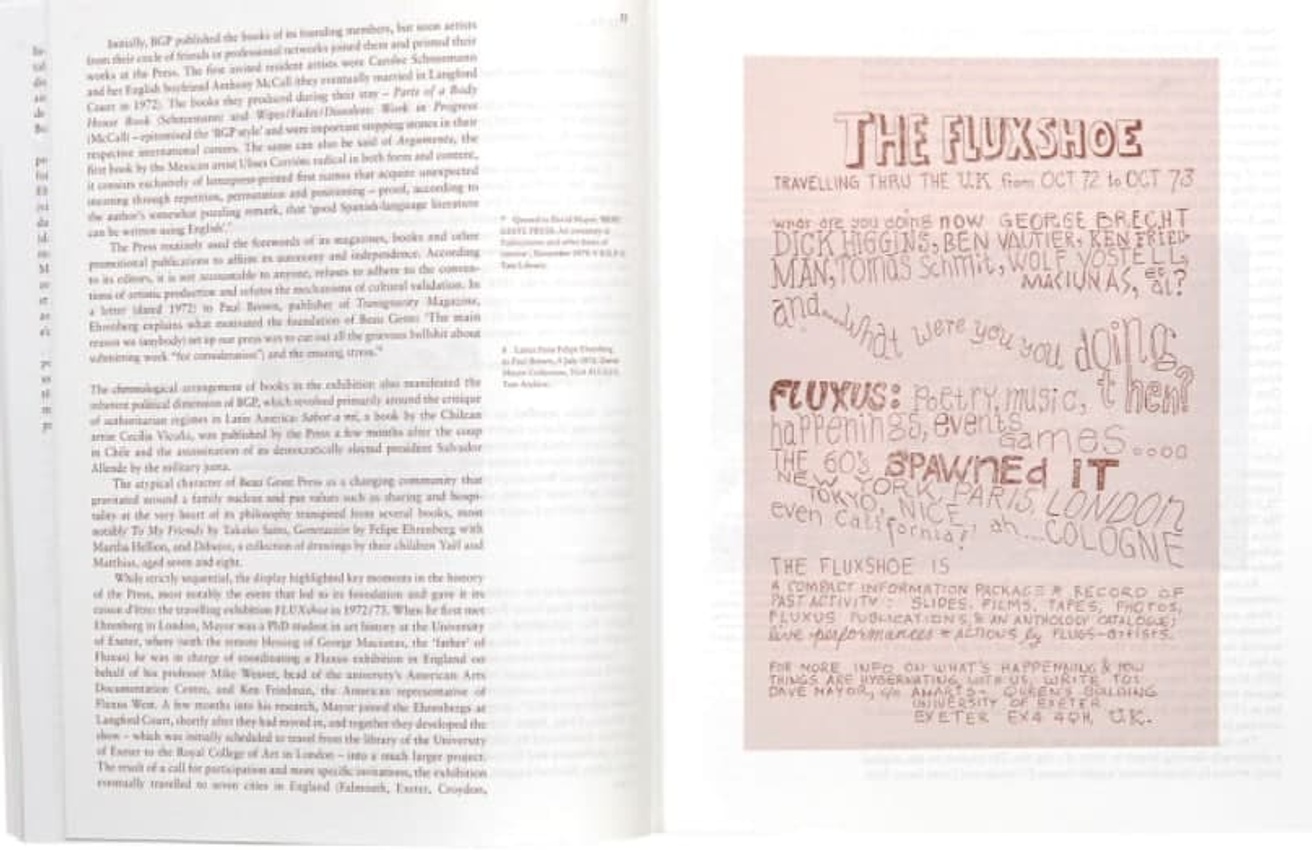 Initially, BGP published the books of its founding members, but soon artists
from their circle of friends or professional networks joined them and printed their
works at the Press. The first invited resident artists were Carolee Schneemann
and her English boyfriend Anthony McCall (they eventually married in Langford
Court in 1972). The books they produced during their stay – Parts of a Body
House Book (Schneemann) and Wipes/Fades/Dissolves: Work in Progress
(McCall) – epitomised the 'BGP style' and were important stepping stones in their
respective international careers. The same can also be said of Arguments, the
first book by the Mexican artist Ulises Carrión: radical in both form and content,
it consists exclusively of first names that acquire unexpected
meaning through repetition, permutation and positioning – proof, according to
the author's somewhat puzzling remark, that 'good Spanish-language literature
can be written using English'.
The Press routinely used the forewords of its magazines, books and other
promotional publications to affirm its autonomy and independence. According
to its editors, it is not accountable to anyone, refuses to adhere to the conven-
tions of artistic production and refutes the mechanisms of cultural validation. In
a letter (dated 1972) to Paul Brown, publisher of Transgravity Magazine,
Ehrenberg explains what motivated the foundation of Beau Geste: 'The main
reason we (anybody) set up our press was to cut out all the grievous bullshit about
submitting work "for consideration") and the ensuing stress.'
The chronological arrangement of books in the exhibition also manifested the
inherent political dimension of BGP, which revolved primarily around the critique
of authoritarian regimes in Latin America: Sabor a mí, a book by the Chilean
artist Cecilia Vicuña, was published by the Press a few months after the coup
in Chile and the assassination of its democratically elected president Salvador
Allende by the military junta.
The atypical character of Beau Geste Press as a changing community that
gravitated around a family nucleus and put values such as sharing and hospi-
tality at the very heart of its philosophy transpired from several books, most
notably To My Friends by Takako Saito, Generación by Felipe Ehrenberg with
Martha Hellion, and Dibujos, a collection of drawings by their children Yaël and
Matthias, aged seven and eight.
While strictly sequential, the display highlighted key moments in the history
of the Press, most notably the event that led to its foundation and gave it its
raison d'être: the travelling exhibition FLUXshoe in 1972/73. When he first met
Ehrenberg in London, Mayor was a PhD student in art history at the University
of Exeter, where (with the remote blessing of George Maciunas, the 'father' of
Fluxus) he was in charge of coordinating a Fluxus exhibition in England on
behalf of his professor Mike Weaver, head of the university's American Arts
Documentation Centre, and Ken Friedman, the American representative of
Fluxus West. A few months into his research, Mayor joined the Ehrenbergs at
Langford Court, shortly after they had moved in, and together they developed the
show – which was initially scheduled to travel from the library of the University
of Exeter to the Royal College of Art in London – into a much larger project.
The result of a call for participation and more specific invitations, the exhibition
eventually travelled to seven cities in England (Falmouth, Exeter, Croydon,
Quoted in David Mayor,
8 Letter from Felipe Ehrenberg
to Paul Brown, 1972, David
Mayor Collection,
Tate Archive.
THE FLUXSHOE
TRAVELLING THRU THE U.K from OCT 72 to OCT 73
what are you doing now GEORGE BRECHT
DICK HIGGINS, BEN VAUTIER, KEN FRIED-
MAN, Tomas Schmit, WOLF VOSTELL,
MACIUNAS, et al?
and...what were you you doing
then?
FLUXUS: Poetry, music,
happenings, events
games....
THE 60's SPAWNEd IT
NEW YORK, PARIS, LONDON
TOKYO, NICE
even California! ah...COLOGNE
THE FLUXSHOE IS
A COMPACT INFORMATION PACKAGE & RECORD OF
PAST ACTIVITY : SLIDES, FILMS, TAPES, PHOTOS,
FLUXUS PUBLICATIONS, & AN ANTHOLOGY CATALOGUE;
live performances & ACTIONS by FLUGS-artists.
FOR MORE INFO ON WHAT'S HAPPENNING & HOW
THINGS ARE HYBERNATING WITH US, WRITE TO:
DAVE MAYOR, c/o AMARTS- QUEEN'S BUILDING
UNIVERSITY OF EXETER
EXETER EX4 4QH, U.K.